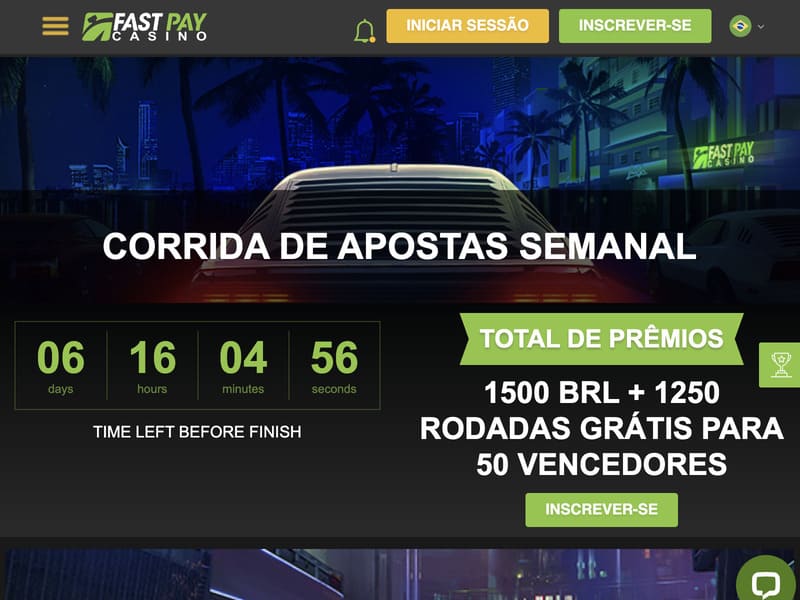 FAST PAY
CASINO
INICIAR SESSÃO
INSCREVER-SE
FAST PAY
CASINO
CORRIDA DE APOSTAS SEMANAL
06 16 04 56
days hours minutes seconds
TIME LEFT BEFORE FINISH
TOTAL DE PRÊMIOS
1500 BRL + 1250
RODADAS GRÁTIS PARA
50 VENCEDORES
INSCREVER-SE